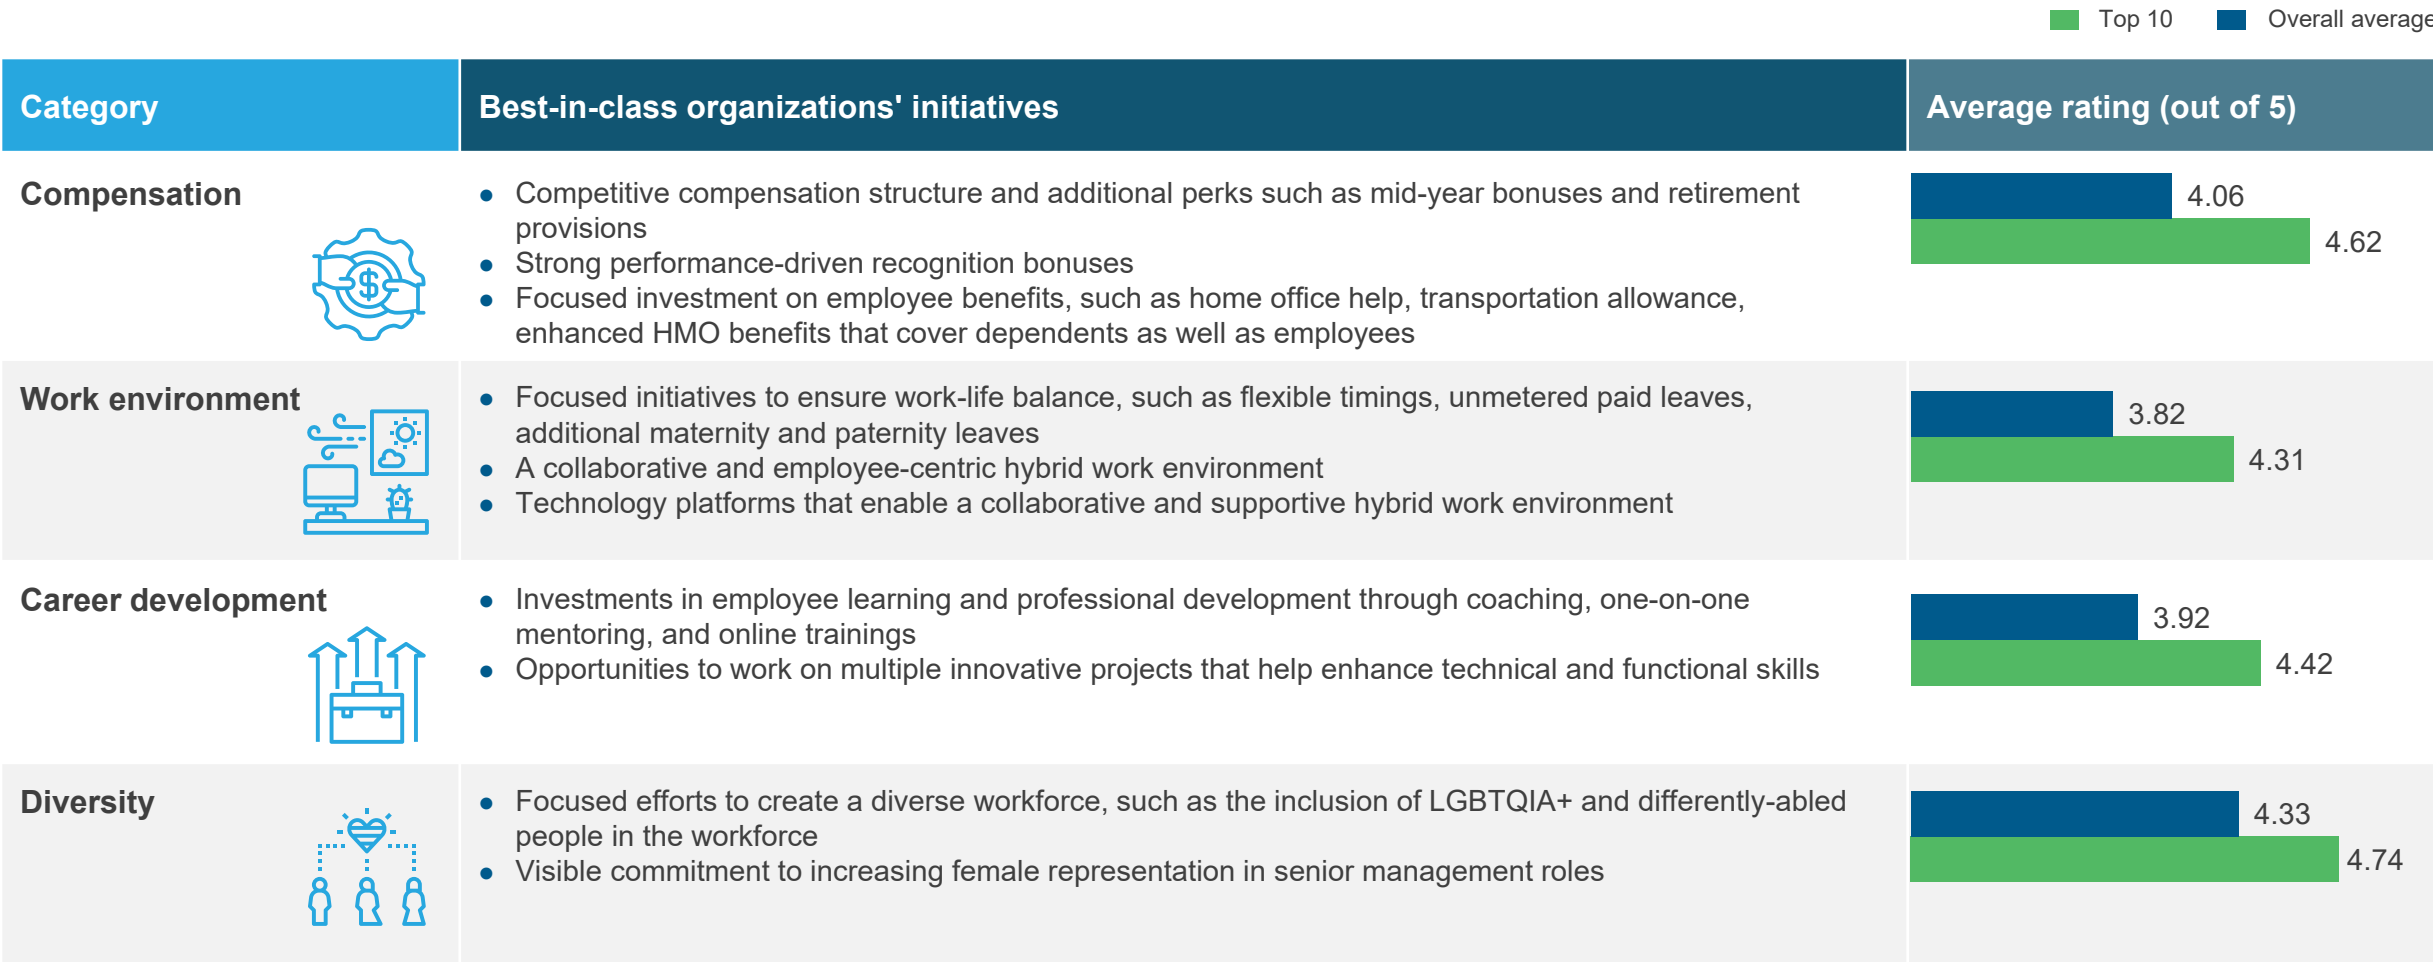 Top 10
Overall average
Category
Best-in-class organizations' initiatives
Average rating (out of 5)
Compensation
● Competitive compensation structure and additional perks such as mid-year bonuses and retirement
provisions
● Strong performance-driven recognition bonuses
● Focused investment on employee benefits, such as home office help, transportation allowance,
enhanced HMO benefits that cover dependents as well as employees
4.06
4.62
Work environment
● Focused initiatives to ensure work-life balance, such as flexible timings, unmetered paid leaves,
additional maternity and paternity leaves
● A collaborative and employee-centric hybrid work environment
● Technology platforms that enable a collaborative and supportive hybrid work environment
3.82
4.31
Career development
● Investments in employee learning and professional development through coaching, one-on-one
mentoring, and online trainings
● Opportunities to work on multiple innovative projects that help enhance technical and functional skills
3.92
4.42
Diversity
● Focused efforts to create a diverse workforce, such as the inclusion of LGBTQIA+ and differently-abled
people in the workforce
● Visible commitment to increasing female representation in senior management roles
4.33
4.74